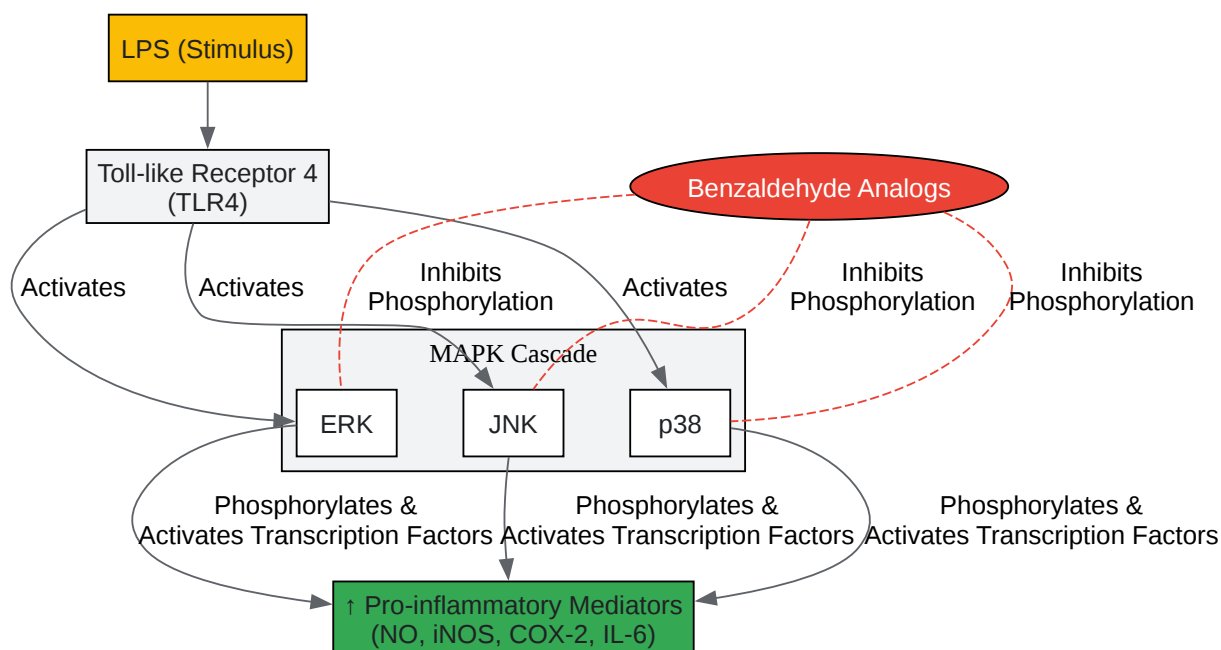 LPS (Stimulus)
Toll-like Receptor 4
(TLR4)
Benzaldehyde Analogs
Activates
Activates
Inhibits
Phosphorylation
Activates
Inhibits
Phosphorylation
Inhibits
Phosphorylation
MAPK Cascade
ERK
JNK
p38
Phosphorylates &
Activates Transcription Factors
Phosphorylates &
Activates Transcription Factors
Phosphorylates &
Activates Transcription Factors
↑ Pro-inflammatory Mediators
(NO, iNOS, COX-2, IL-6)